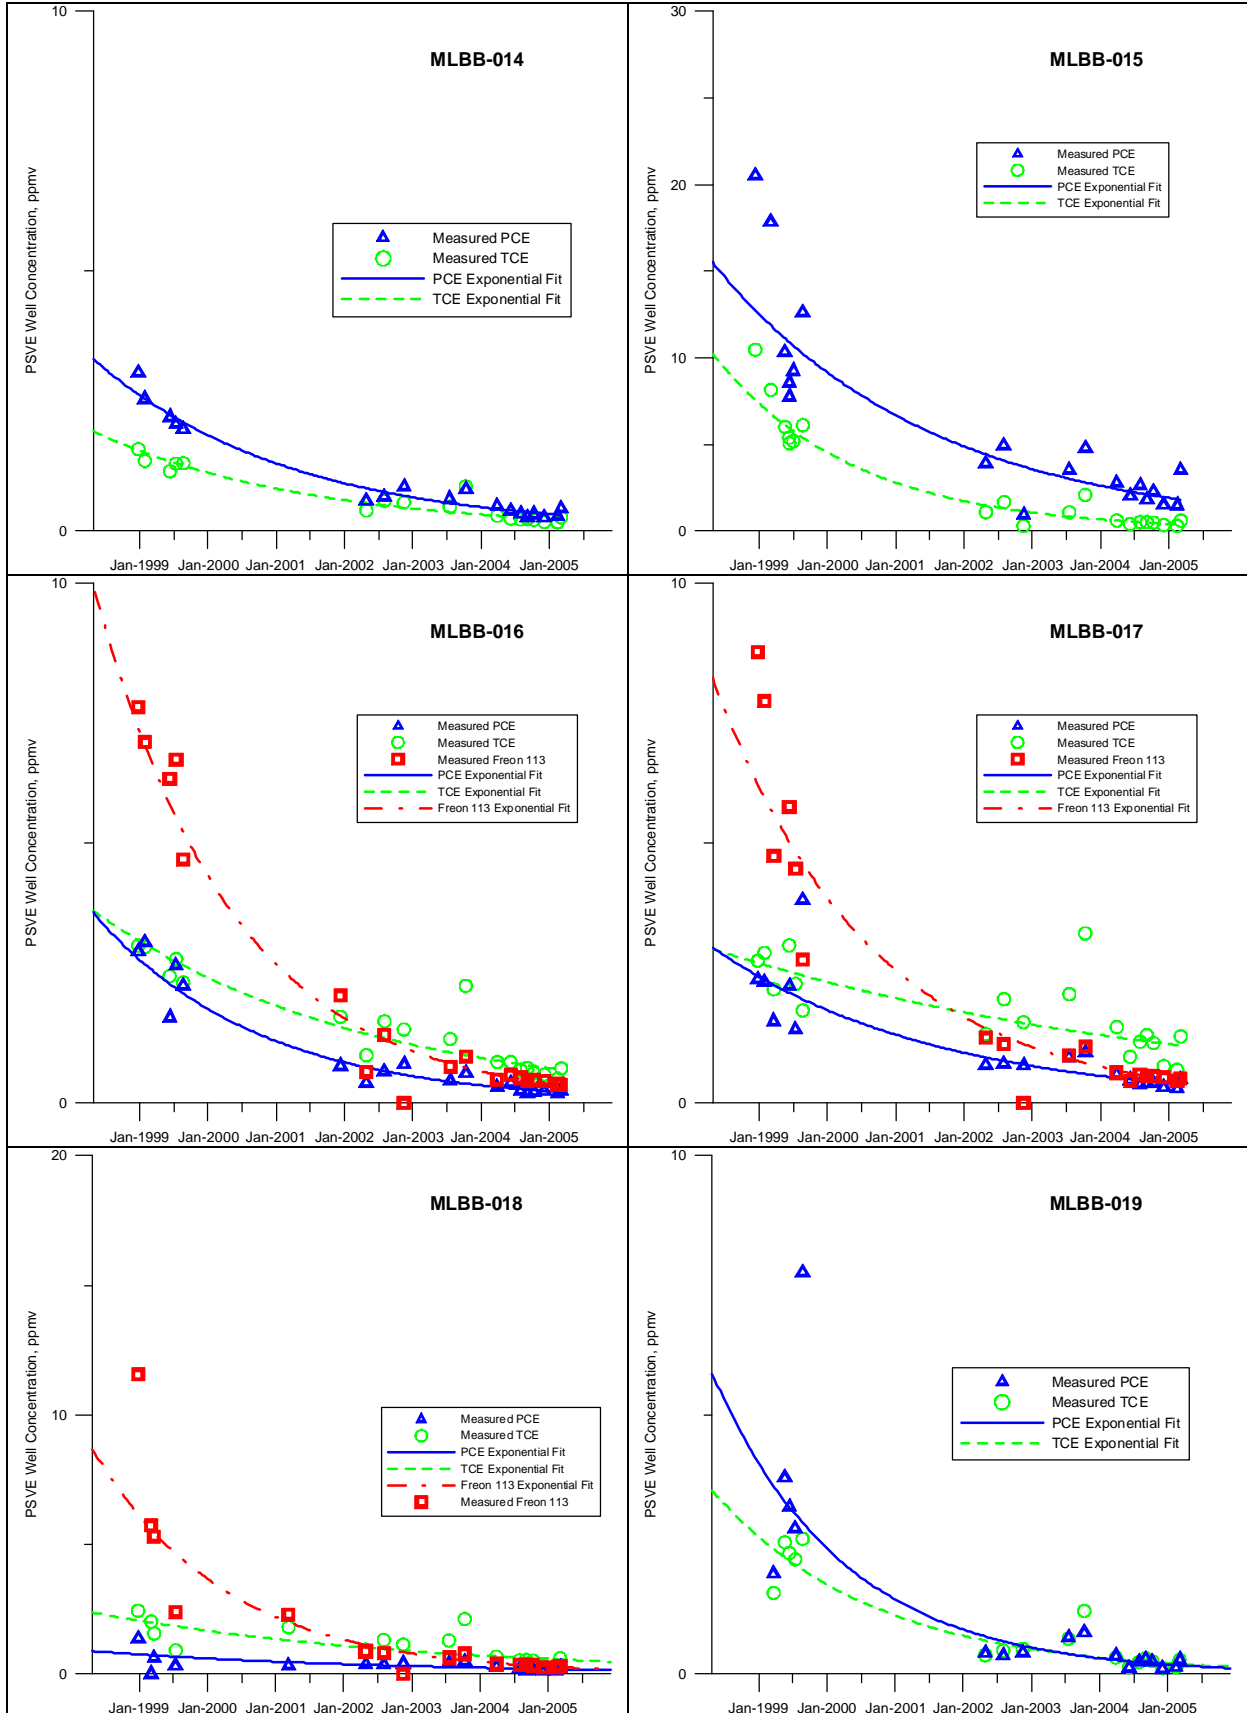 10
MLBB-014
PSVE Well Concentration, ppmv
Measured PCE
Measured TCE
PCE Exponential Fit
TCE Exponential Fit
0
Jan-1999 Jan-2000 Jan-2001 Jan-2002 Jan-2003 Jan-2004 Jan-2005
30
MLBB-015
PSVE Well Concentration, ppmv
Measured PCE
Measured TCE
PCE Exponential Fit
TCE Exponential Fit
20
10
0
Jan-1999 Jan-2000 Jan-2001 Jan-2002 Jan-2003 Jan-2004 Jan-2005
10
MLBB-016
PSVE Well Concentration, ppmv
Measured PCE
Measured TCE
Measured Freon 113
PCE Exponential Fit
TCE Exponential Fit
Freon 113 Exponential Fit
0
Jan-1999 Jan-2000 Jan-2001 Jan-2002 Jan-2003 Jan-2004 Jan-2005
10
MLBB-017
PSVE Well Concentration, ppmv
Measured PCE
Measured TCE
Measured Freon 113
PCE Exponential Fit
TCE Exponential Fit
Freon 113 Exponential Fit
0
Jan-1999 Jan-2000 Jan-2001 Jan-2002 Jan-2003 Jan-2004 Jan-2005
20
MLBB-018
PSVE Well Concentration, ppmv
10
Measured PCE
Measured TCE
PCE Exponential Fit
TCE Exponential Fit
Freon 113 Exponential Fit
Measured Freon 113
0
Jan-1999 Jan-2000 Jan-2001 Jan-2002 Jan-2003 Jan-2004 Jan-2005
10
MLBB-019
PSVE Well Concentration, ppmv
Measured PCE
Measured TCE
PCE Exponential Fit
TCE Exponential Fit
0
Jan-1999 Jan-2000 Jan-2001 Jan-2002 Jan-2003 Jan-2004 Jan-2005